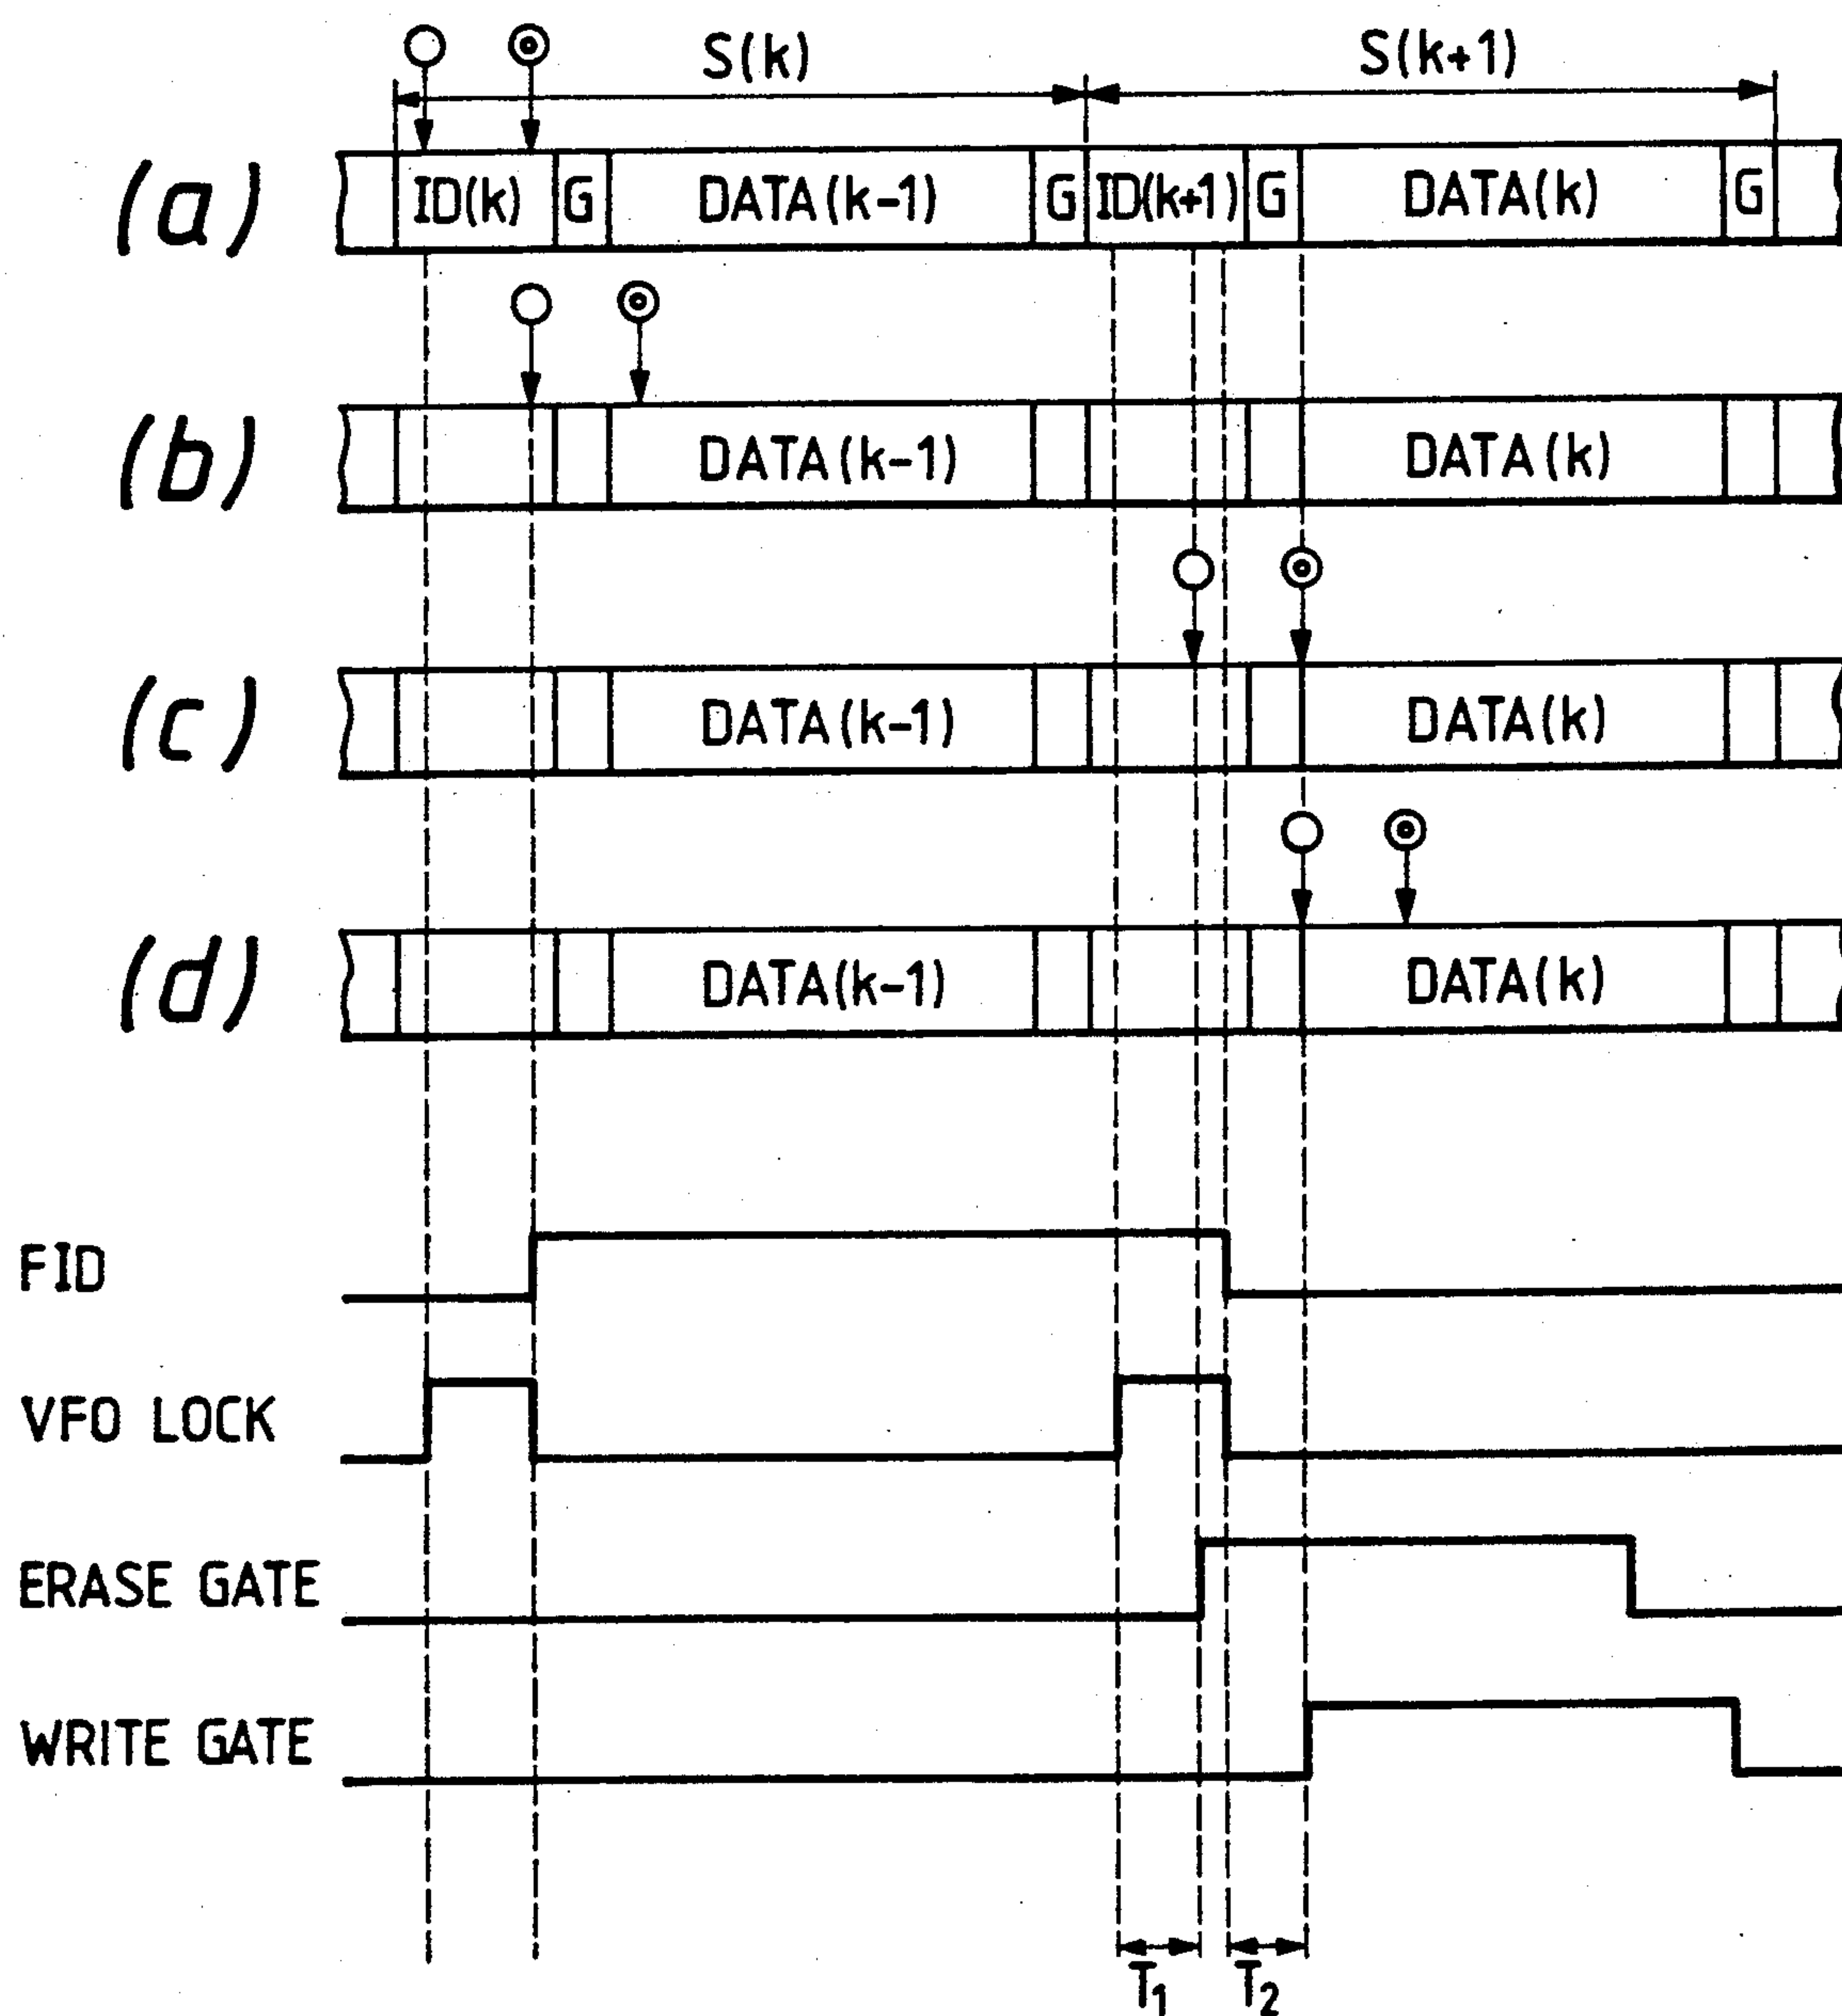 S(k) S(k+1)
(a) ID(k) G DATA(k-1) G ID(k+1) G DATA(k) G
(b) DATA(k-1) DATA(k)
(c) DATA(k-1) DATA(k)
(d) DATA(k-1) DATA(k)
FID
VFO LOCK
ERASE GATE
WRITE GATE
T1 T2